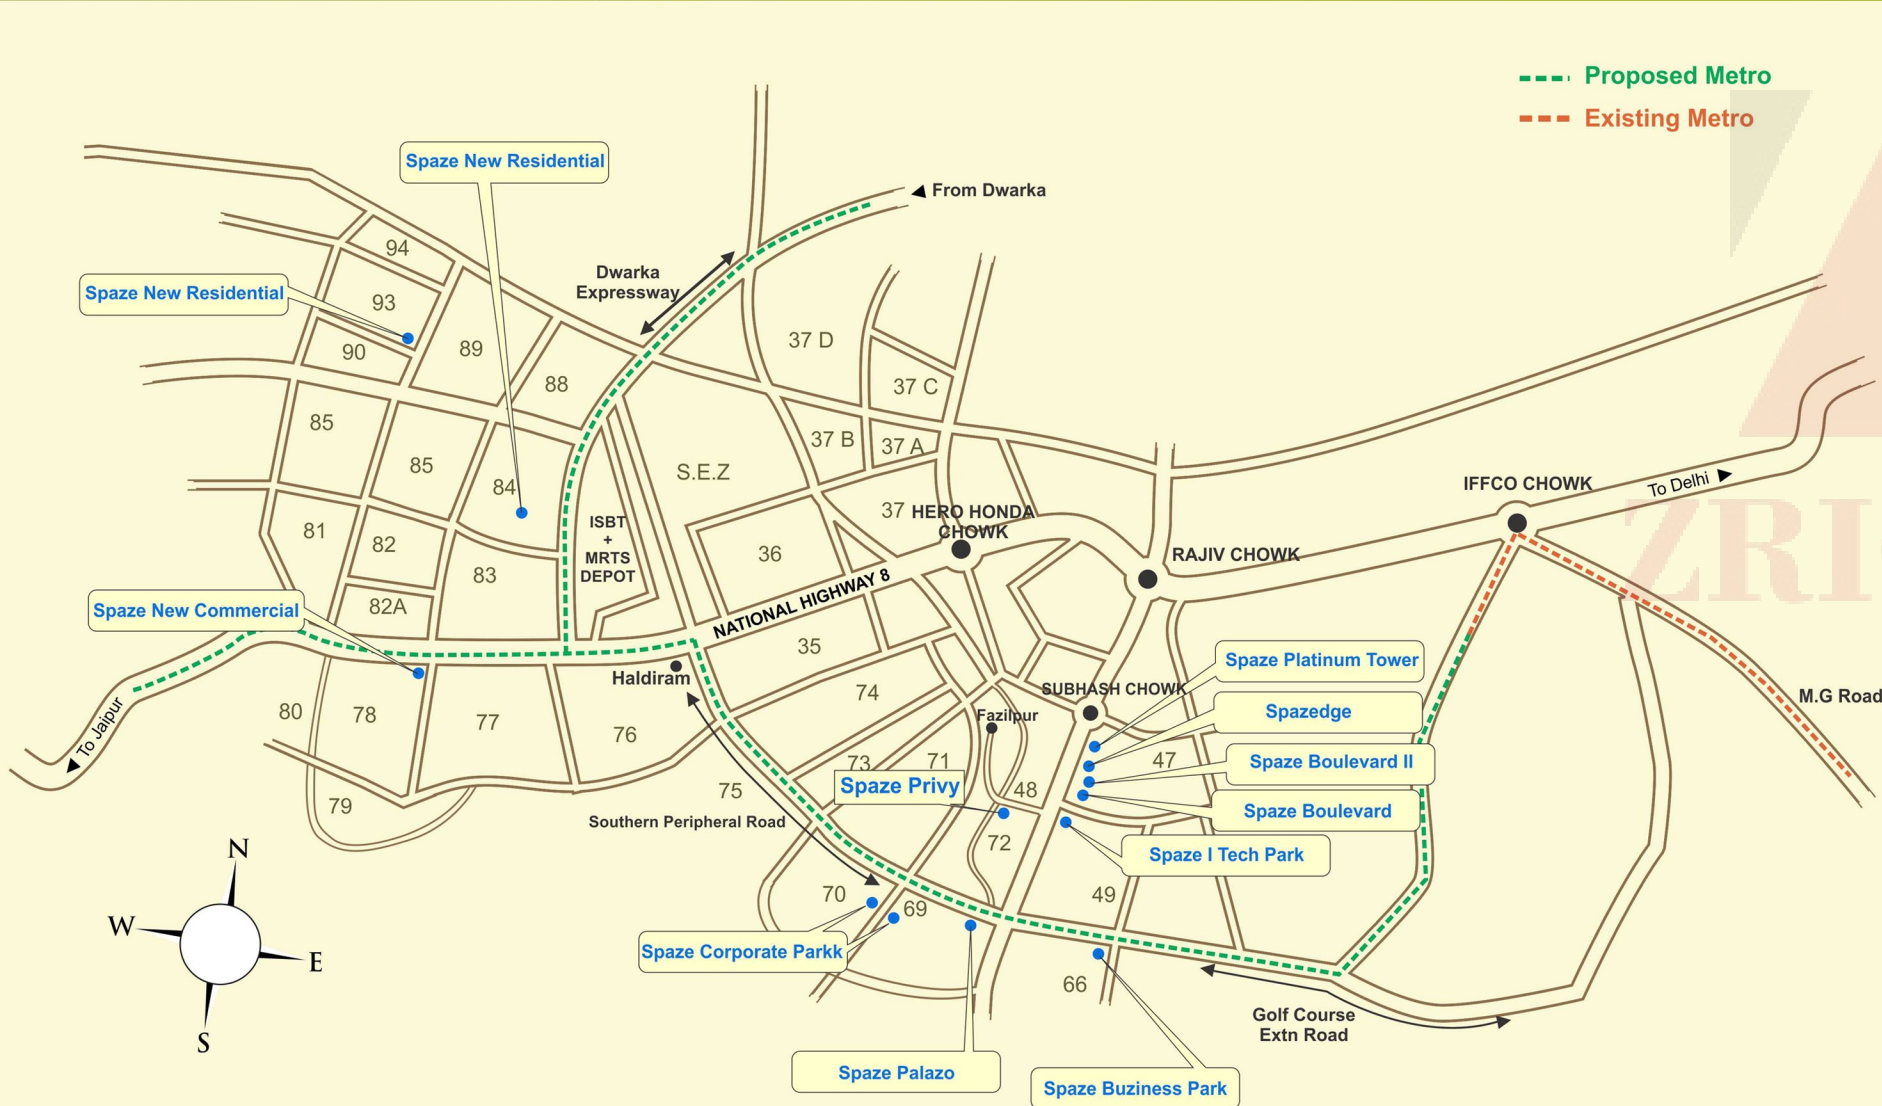 Proposed Metro
Existing Metro
Spaze New Residential
From Dwarka
94
Dwarka
Expressway
Spaze New Residential
93
90
89
88
37 D
37 C
85
37 B
37 A
85
84
S.E.Z
IFFCO CHOWK
To Delhi
ZRI
81
82
83
ISBT
+
MRTS
DEPOT
36
37
HERO HONDA
CHOWK
RAJIV CHOWK
NATIONAL HIGHWAY 8
82A
Spaze New Commercial
35
Haldiram
74
Spaze Platinum Tower
SUBHASH CHOWK
Spazedge
M.G Road
To Jaipur
80
78
77
76
Fazilpur
73
71
47
Spaze Boulevard II
Spaze Privy
48
75
79
Southern Peripheral Road
Spaze Boulevard
72
Spaze I Tech Park
N
W
E
S
70
69
49
Spaze Corporate Parkk
66
Golf Course
Extn Road
Spaze Palazo
Spaze Buziness Park